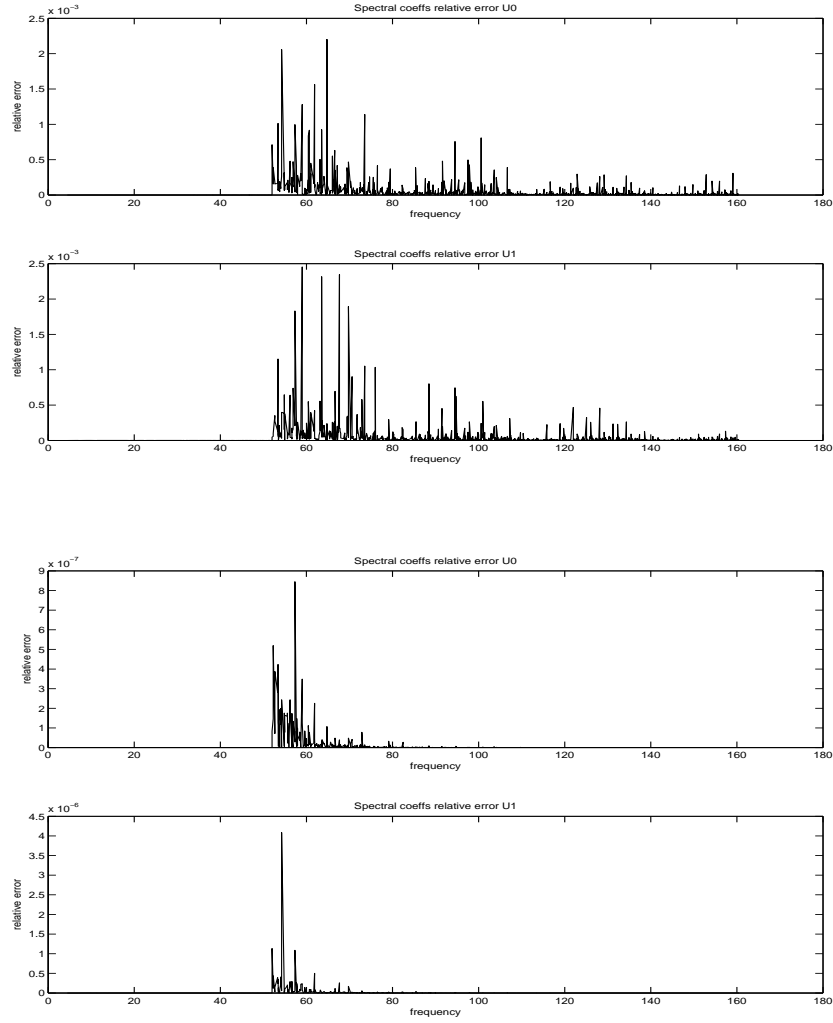 Spectral coeffs relative error U0
x 10⁻³
2.5
2
1.5
1
0.5
0
relative error
0 20 40 60 80 100 120 140 160 180
frequency
Spectral coeffs relative error U1
x 10⁻³
2.5
2
1.5
1
0.5
0
relative error
0 20 40 60 80 100 120 140 160 180
frequency
Spectral coeffs relative error U0
x 10⁻⁷
9
8
7
6
5
4
3
2
1
0
relative error
0 20 40 60 80 100 120 140 160 180
frequency
Spectral coeffs relative error U1
x 10⁻⁶
4.5
4
3.5
3
2.5
2
1.5
1
0.5
0
relative error
0 20 40 60 80 100 120 140 160 180
frequency